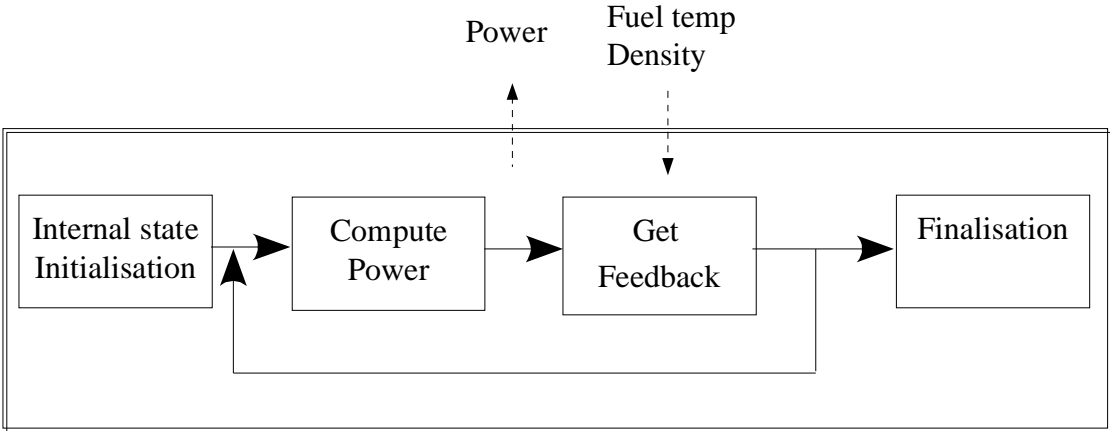 Power
Fuel temp
Density
Internal state
Initialisation
Compute
Power
Get
Feedback
Finalisation